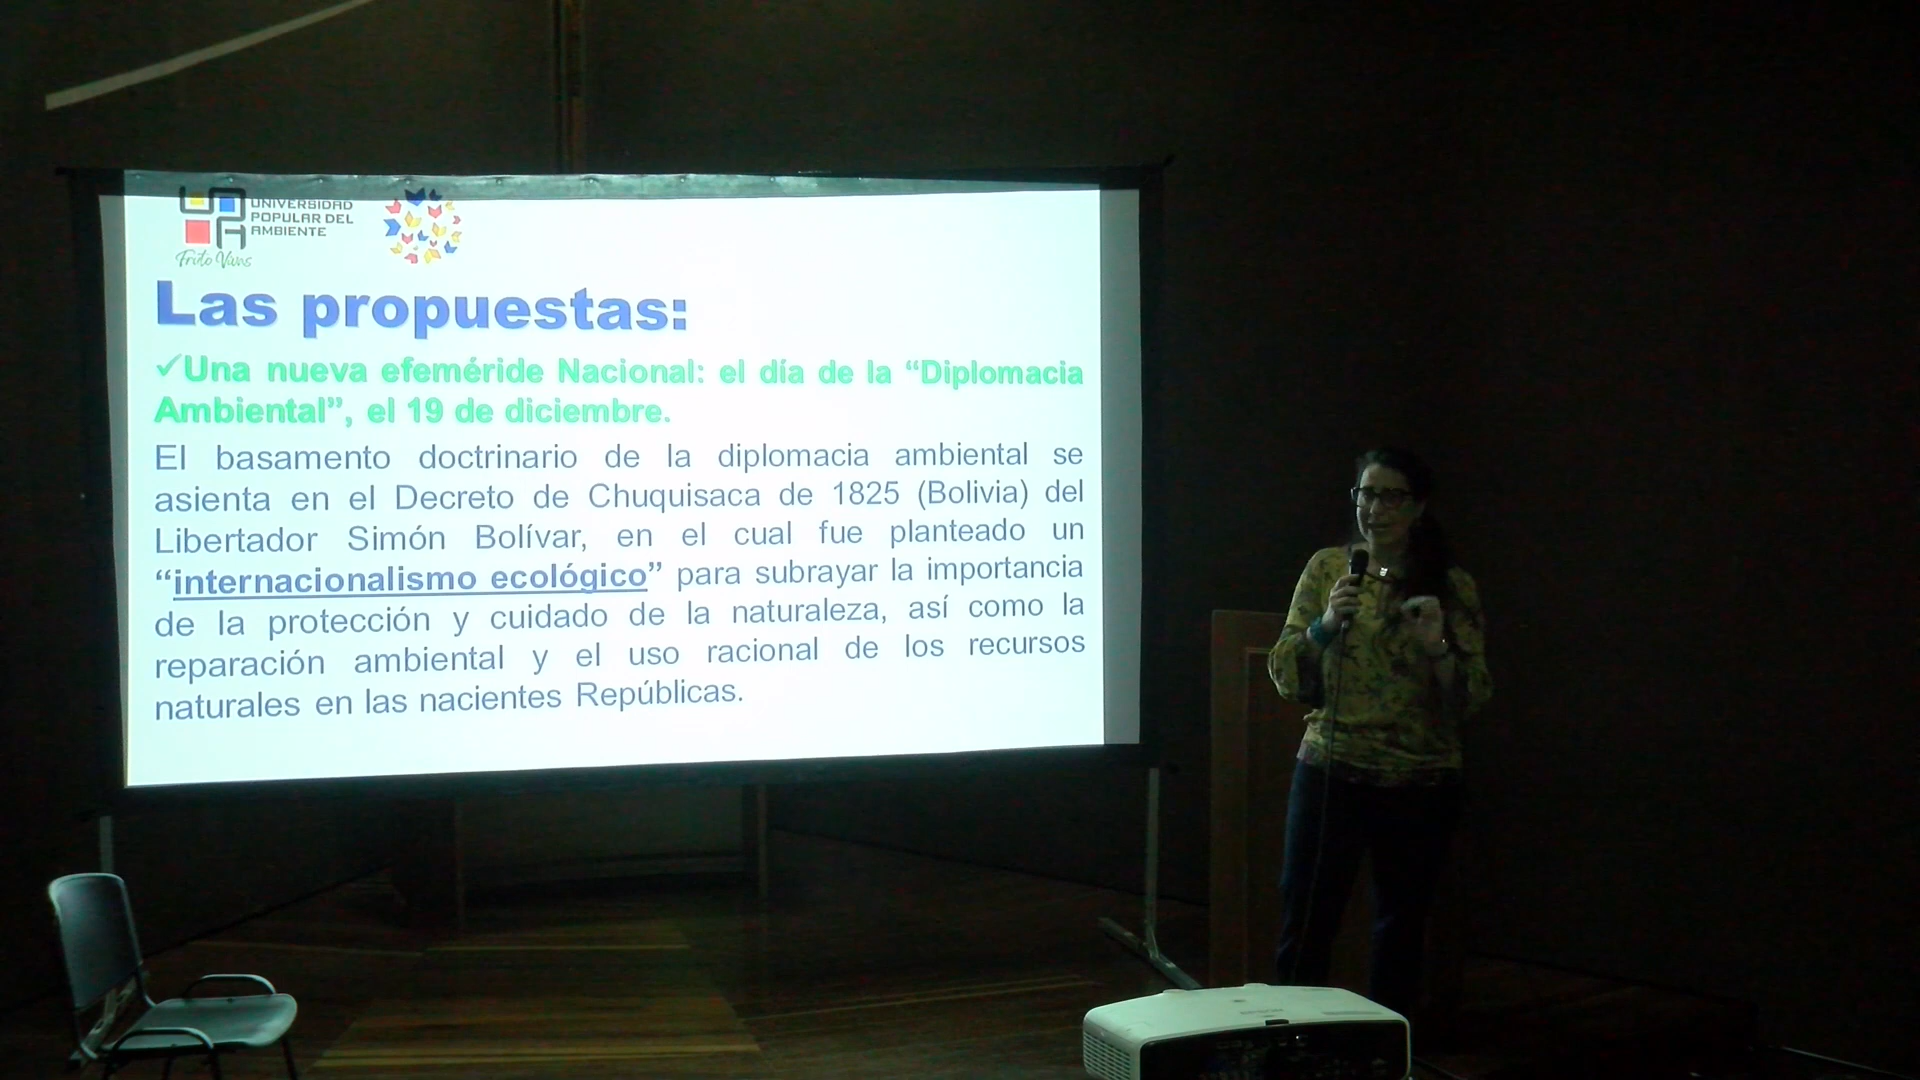 UNIVERSIDAD
POPULAR DEL
AMBIENTE
Fruto Vivas
Las propuestas:
✓Una nueva efeméride Nacional: el día de la “Diplomacia
Ambiental”, el 19 de diciembre.
El basamento doctrinario de la diplomacia ambiental se
asienta en el Decreto de Chuquisaca de 1825 (Bolivia) del
Libertador Simón Bolívar, en el cual fue planteado un
“internacionalismo ecológico” para subrayar la importancia
de la protección y cuidado de la naturaleza, así como la
reparación ambiental y el uso racional de los recursos
naturales en las nacientes Repúblicas.